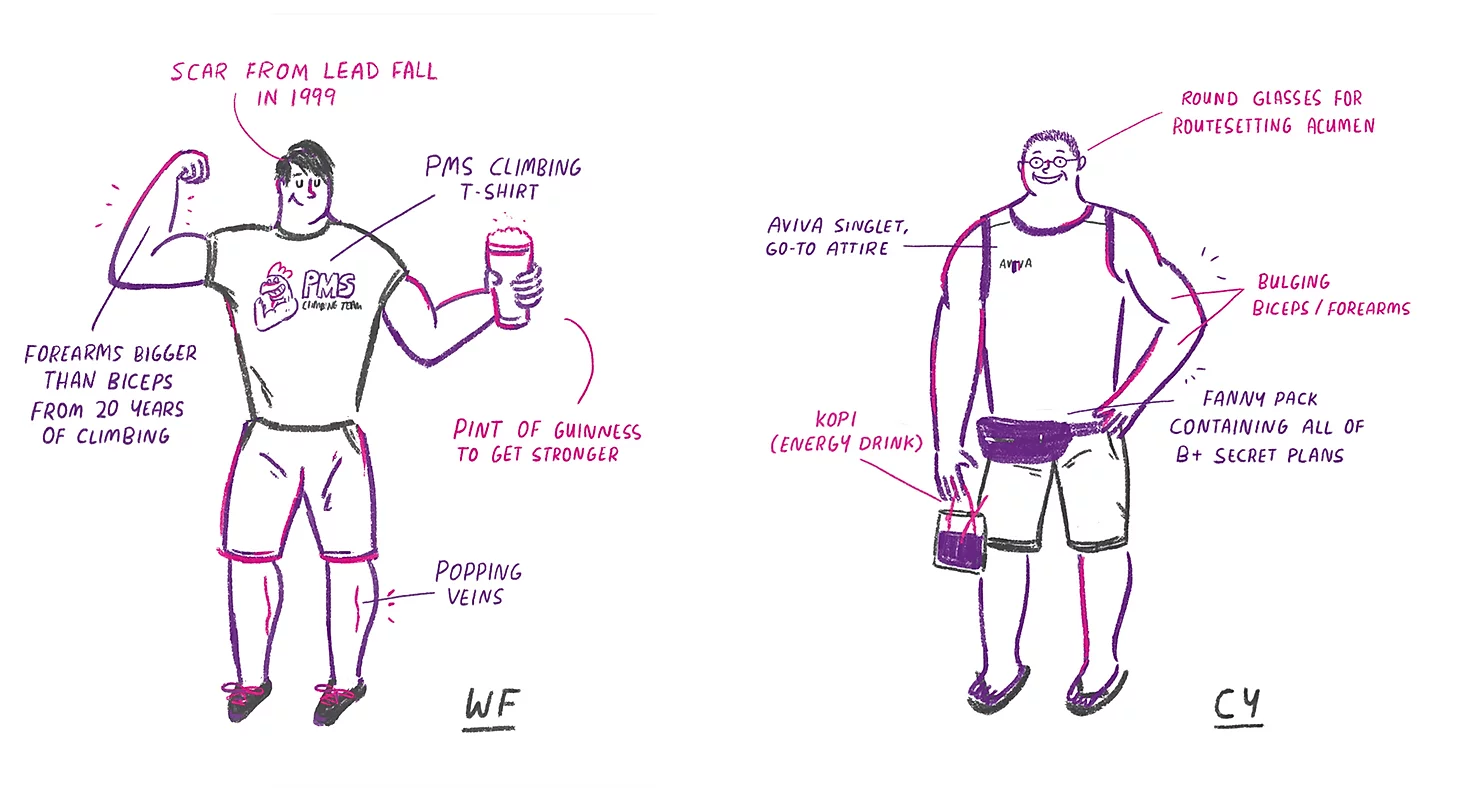 SCAR FROM LEAD FALL
IN 1999
PMS CLIMBING
T-SHIRT
PMS
CLIMBING TEAM
FOREARMS BIGGER
THAN BICEPS
FROM 20 YEARS
OF CLIMBING
PINT OF GUINNESS
TO GET STRONGER
POPPING
VEINS
WF
ROUND GLASSES FOR
ROUTESETTING ACUMEN
AVIVA SINGLET,
GO-TO ATTIRE
AVIVA
BULGING
BICEPS / FOREARMS
FANNY PACK
CONTAINING ALL OF
B+ SECRET PLANS
KOPI
(ENERGY DRINK)
CY